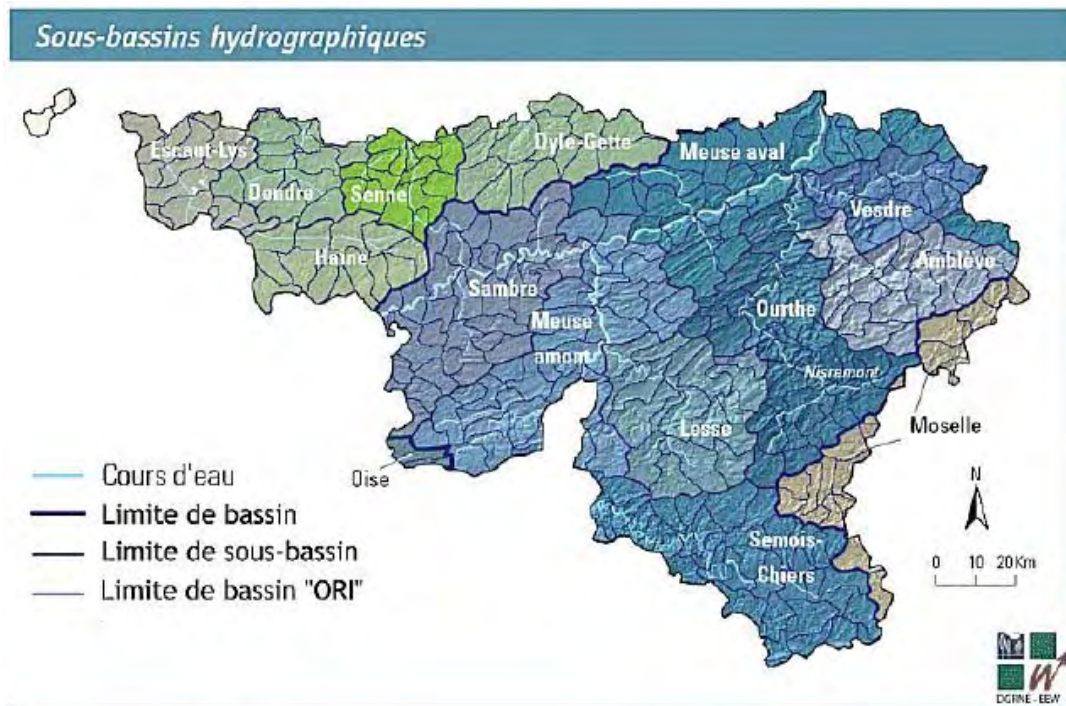 Sous-bassins hydrographiques
Escaut-Lys
Dendre
Senne
Dyle-Gette
Meuse aval
Vesdre
Haine
Amblève
Sambre
Ourthe
Meuse
amont
Nisramont
Lesse
Moselle
Oise
Semois-
Chiers
Cours d'eau
Limite de bassin
Limite de sous-bassin
Limite de bassin "ORI"
N
0 10 20 Km
DGRNE - EEW